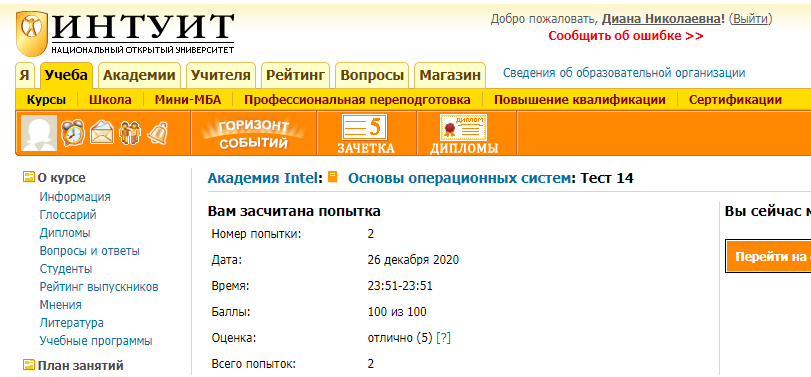 ИНТУИТ
НАЦИОНАЛЬНЫЙ ОТКРЫТЫЙ УНИВЕРСИТЕТ
Добро пожаловать, Диана Николаевна! (Выйти)
Сообщить об ошибке >>
Я Учеба Академии Учителя Рейтинг Вопросы Магазин Сведения об образовательной организации
Курсы Школа Мини-МБА Профессиональная переподготовка Повышение квалификации Сертификации
ГОРИЗОНТ СОБЫТИЙ
5 ЗАЧЕТКА
ДИПЛОМ ДИПЛОМЫ
О курсе
Информация
Глоссарий
Дипломы
Вопросы и ответы
Студенты
Рейтинг выпускников
Мнения
Литература
Учебные программы
План занятий
Академия Intel: Основы операционных систем: Тест 14
Вам засчитана попытка
Номер попытки: 2
Дата: 26 декабря 2020
Время: 23:51-23:51
Баллы: 100 из 100
Оценка: отлично (5) [?]
Всего попыток: 2
Вы сейчас
Перейти на